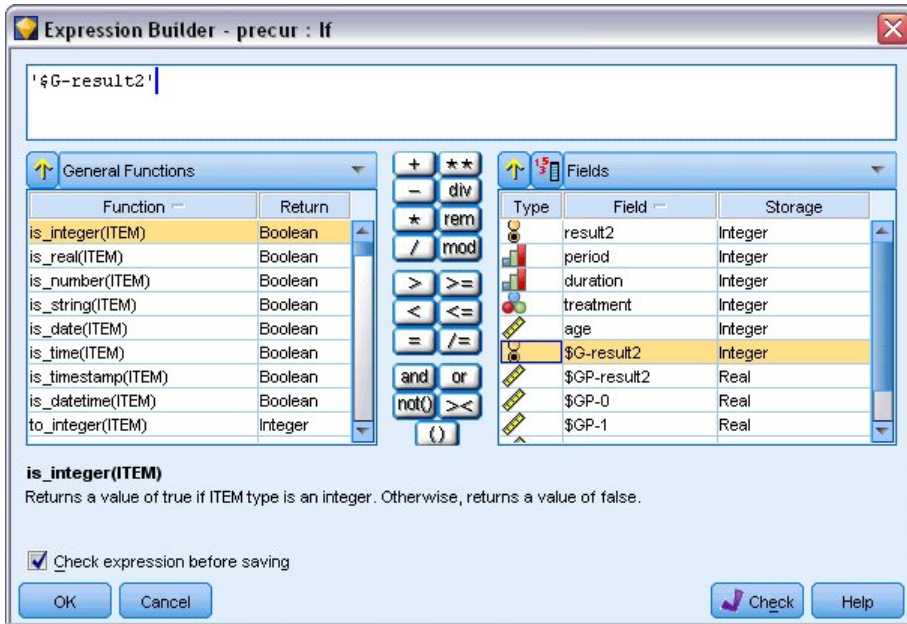 Expression Builder - precur : If
'$G-result2'
General Functions
Function Return
is_integer(ITEM) Boolean
is_real(ITEM) Boolean
is_number(ITEM) Boolean
is_string(ITEM) Boolean
is_date(ITEM) Boolean
is_time(ITEM) Boolean
is_timestamp(ITEM) Boolean
is_datetime(ITEM) Boolean
to_integer(ITEM) Integer
+ **
- div
* rem
/ mod
> >=
< <=
= /=
and or
not() ><
()
Fields
Type Field Storage
result2 Integer
period Integer
duration Integer
treatment Integer
age Integer
$G-result2 Integer
$GP-result2 Real
$GP-0 Real
$GP-1 Real
is_integer(ITEM)
Returns a value of true if ITEM type is an integer. Otherwise, returns a value of false.
Check expression before saving
OK Cancel Check Help